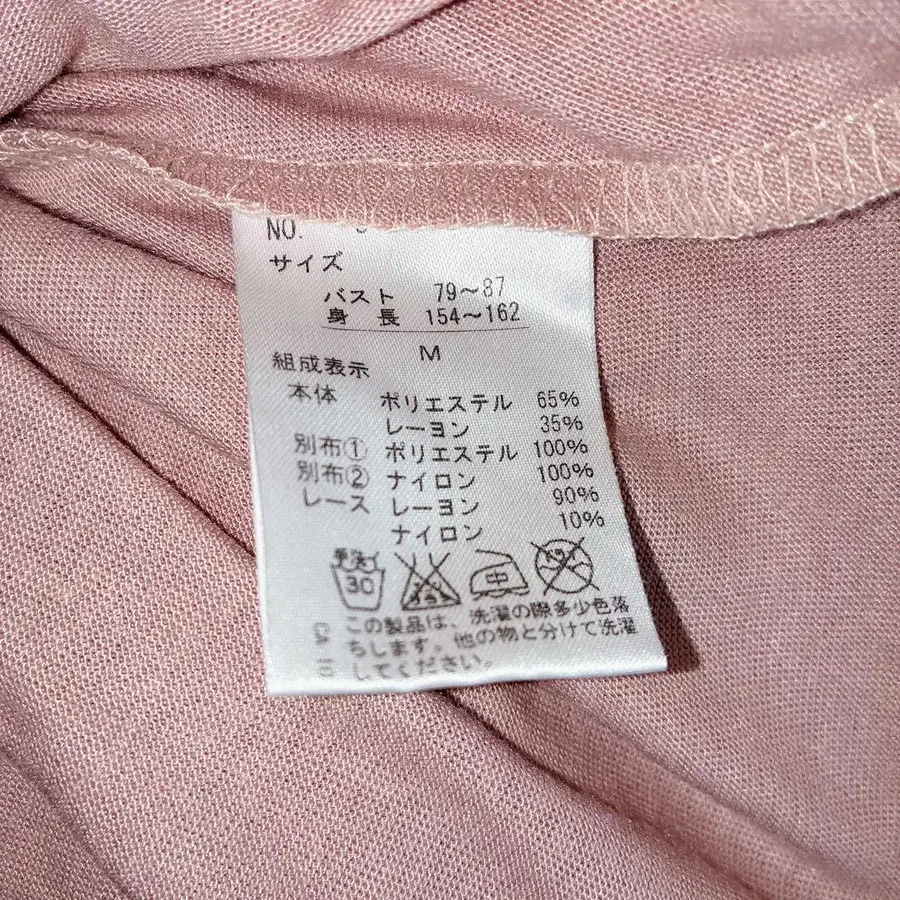 NO.
サイズ
バスト 79～87
身長 154～162
M
組成表示
本体 ポリエステル 65%
レーヨン 35%
別布① ポリエステル 100%
別布② ナイロン 100%
レース レーヨン 90%
ナイロン 10%
手洗イ 30 中
この製品は、洗濯の際多少色落
ちします。他の物と分けて洗濯
してください。